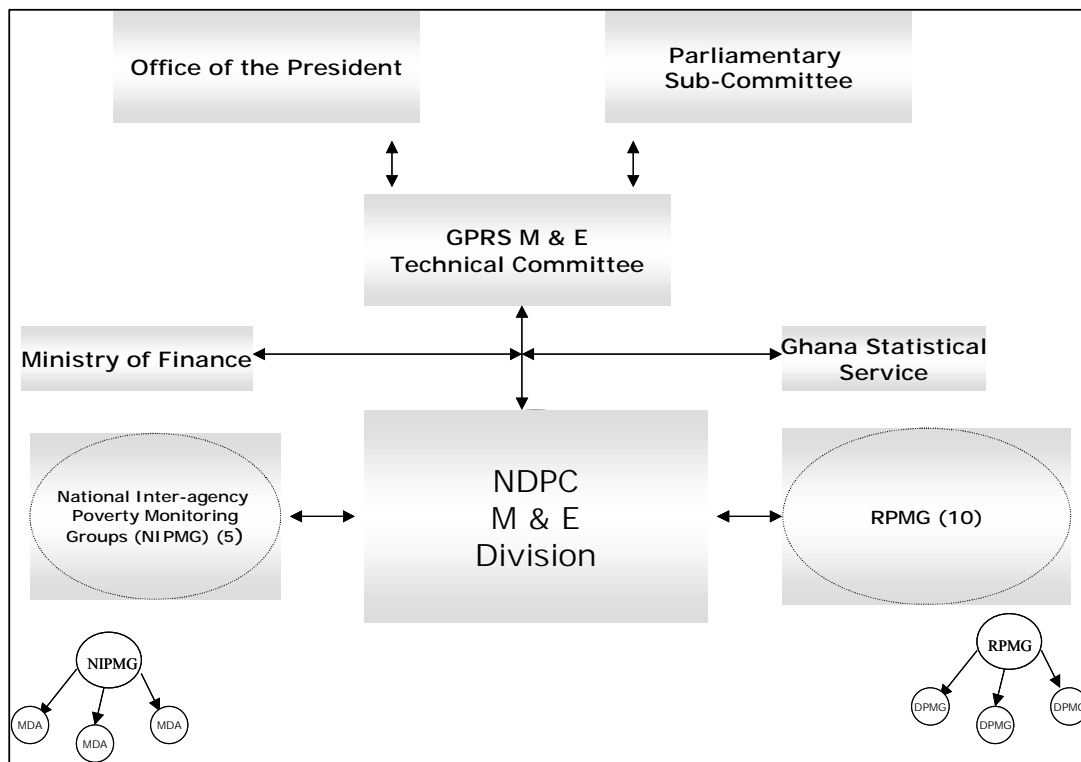 Office of the President
Parliamentary
Sub-Committee
GPRS M & E
Technical Committee
Ministry of Finance
Ghana Statistical
Service
National Inter-agency
Poverty Monitoring
Groups (NIPMG) (5)
NDPC
M & E
Division
RPMG (10)
NIPMG
MDA
MDA
MDA
RPMG
DPMG
DPMG
DPMG